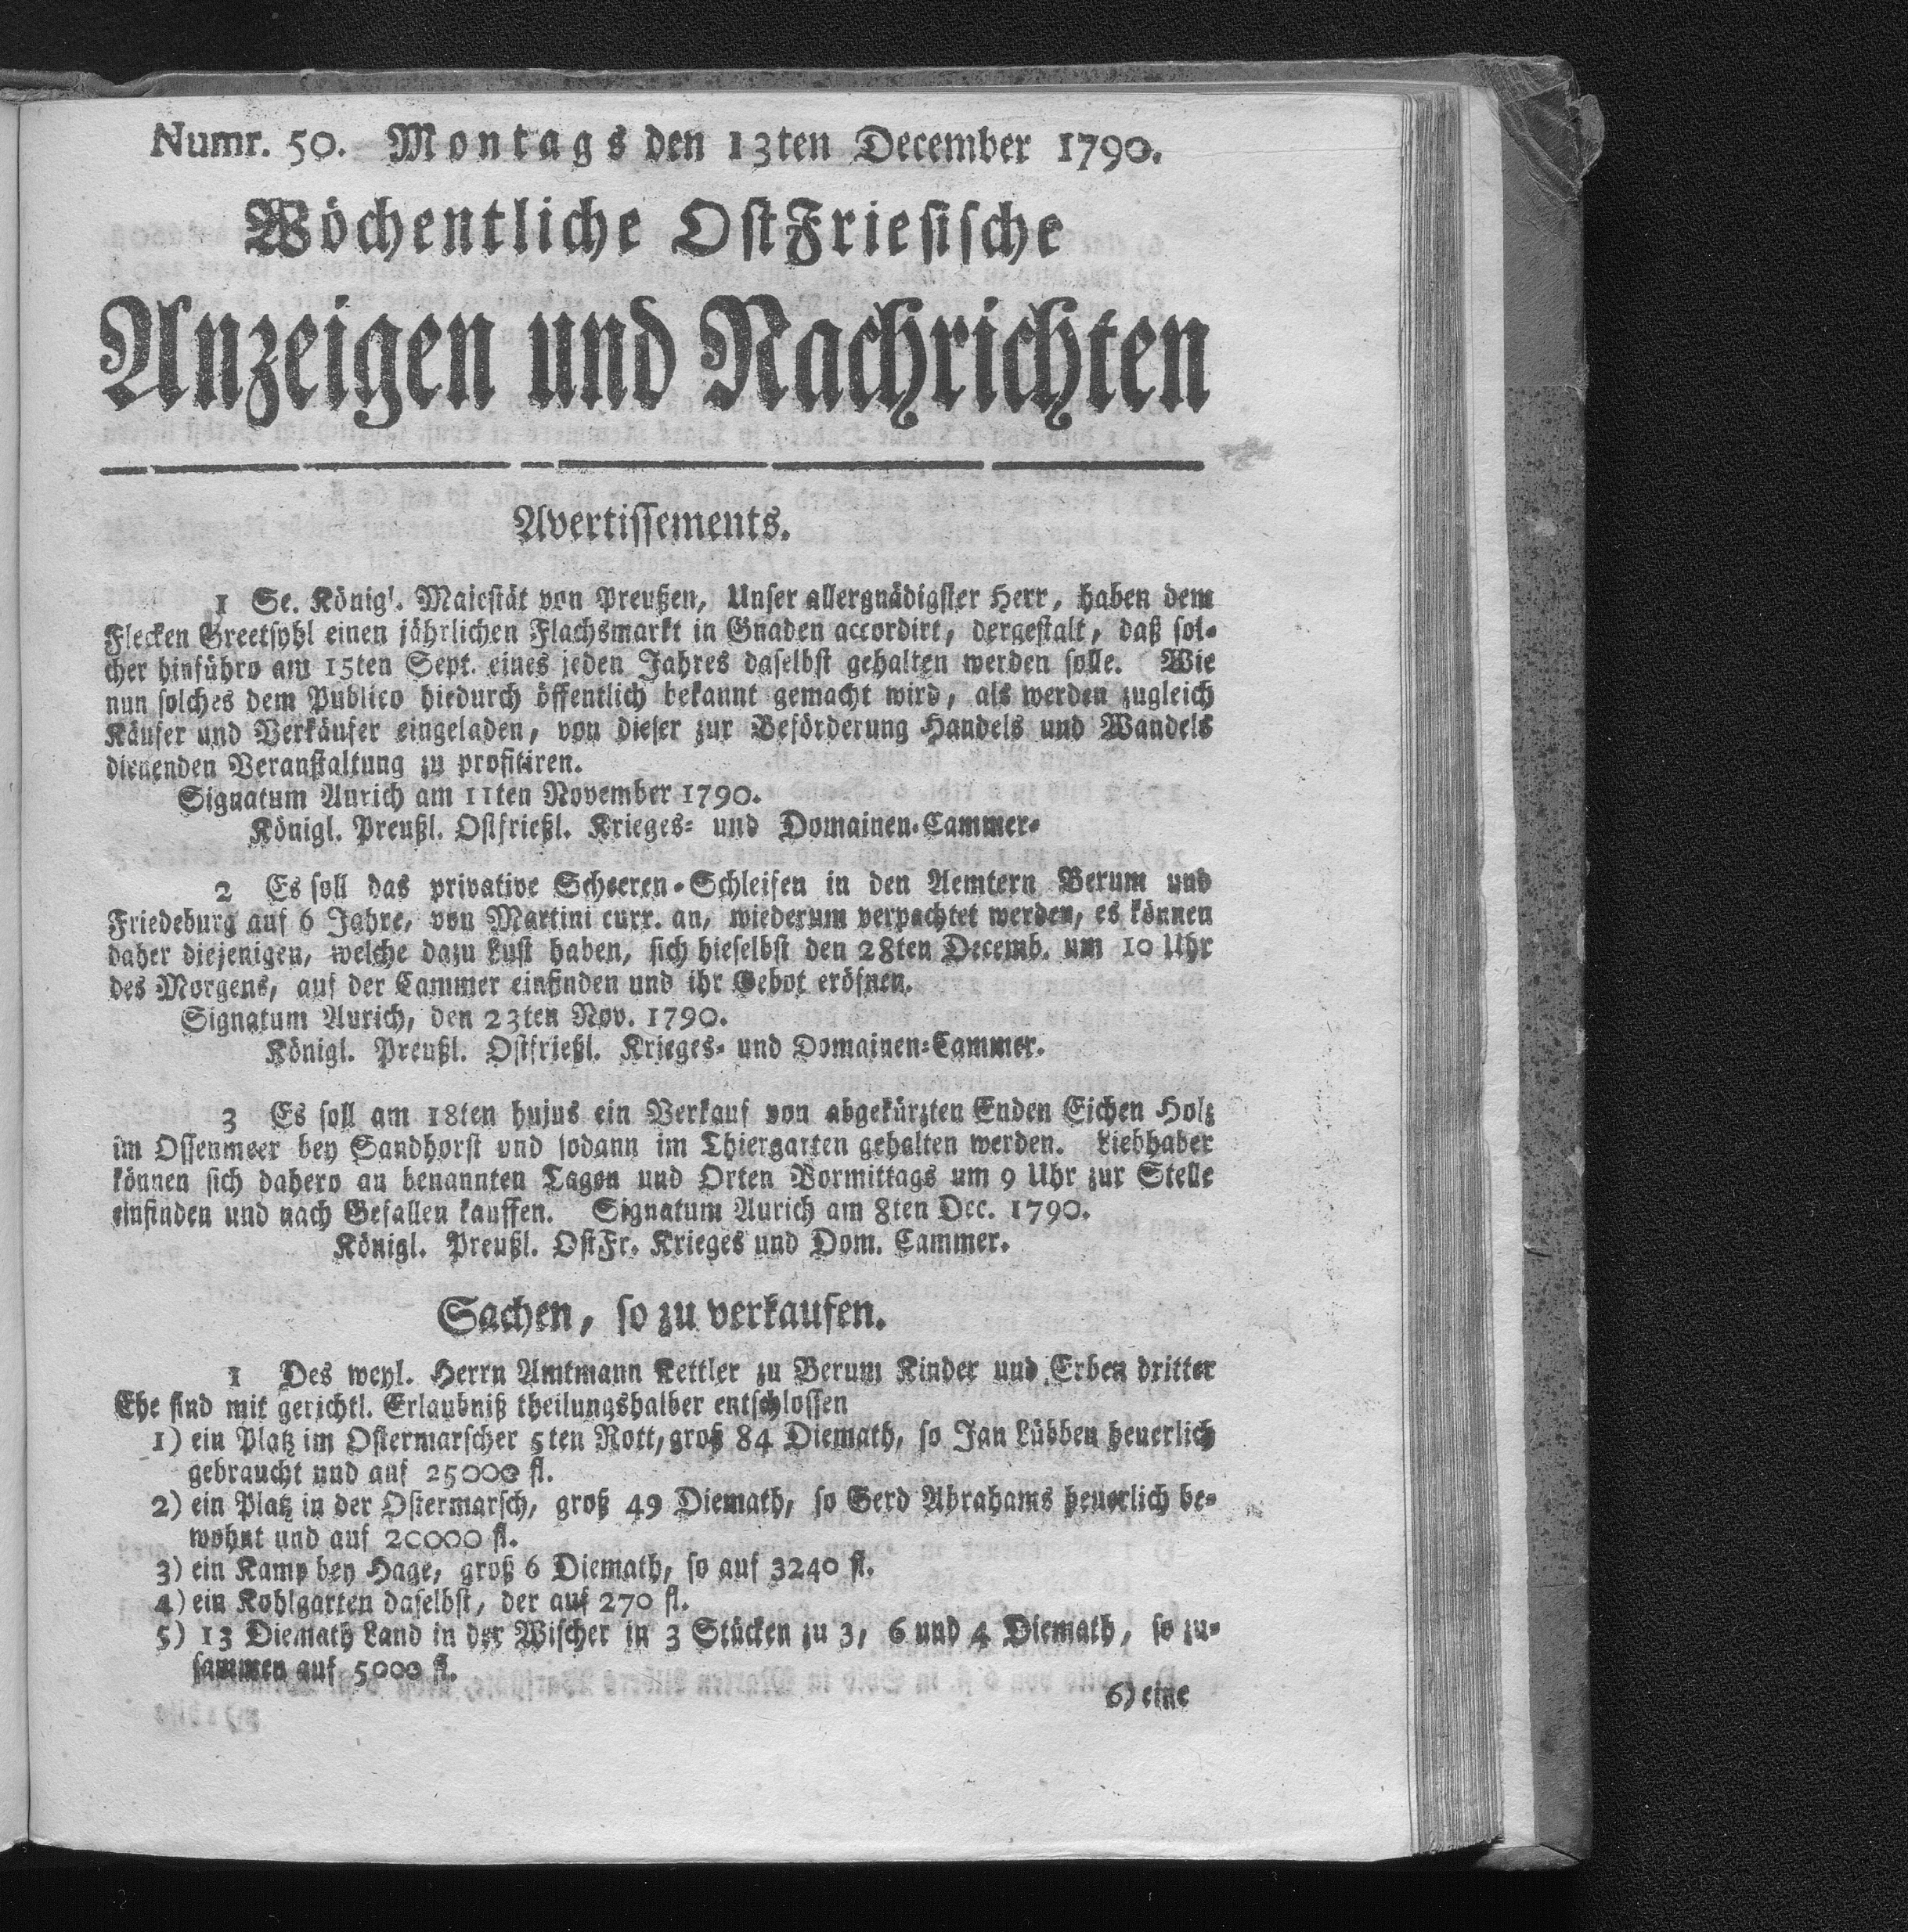 Numr. 50. Montags den 13ten December 1790.
Wöchentliche OstFriesische
Anzeigen und Nachrichten
Avertissements.
1 Se. Königl. Majestät von Preußen, Unser allergnädigster Herr, haben dem
Flecken Greetsyhl einen jährlichen Flachsmarkt in Gnaden accordirt, dergestalt, daß sol-
cher hinführo am 15ten Sept. eines jeden Jahres daselbst gehalten werden solle. Wie
nun solches dem Publico hiedurch öffentlich bekannt gemacht wird, als werden zugleich
Käufer und Verkäufer eingeladen, von dieser zur Beförderung Handels und Wandels
dienenden Veranstaltung zu profitiren.
Signatum Aurich am 11ten November 1790.
Königl. Preußl. Ostfrießl. Krieges- und Domainen-Cammer-
2 Es soll das privative Scheeren-Schleifen in den Aemtern Berum und
Friedeburg auf 6 Jahre, von Martini curr. an, wiederum verpachtet werden, es können
daher diejenigen, welche dazu Lust haben, sich hieselbst den 28ten Decemb. um 10 Uhr
des Morgens, auf der Cammer einfinden und ihr Gebot eröfnen.
Signatum Aurich, den 23ten Nov. 1790.
Königl. Preußl. Ostfrießl. Krieges- und Domainen-Cammer.
3 Es soll am 18ten hujus ein Verkauf von abgekürzten Enden Eichen Holz
im Ossenmeer bey Sandhorst und sodann im Thiergarten gehalten werden. Liebhaber
können sich dahero an benannten Tagen und Orten Vormittags um 9 Uhr zur Stelle
einfinden und nach Gefallen kauffen. Signatum Aurich am 8ten Dec. 1790.
Königl. Preußl. OstFr. Krieges und Dom. Cammer.
Sachen, so zu verkaufen.
1 Des weyl. Herrn Amtmann Kettler zu Berum Kinder und Erben dritter
Ehe sind mit gerichtl. Erlaubniß theilungshalber entschlossen
1) ein Platz im Ostermarscher 5ten Rott, groß 84 Diemath, so Jan Lübben heuerlich
gebraucht und auf 25000 fl.
2) ein Platz in der Ostermarsch, groß 49 Diemath, so Gerd Abrahams heuerlich be-
wohnt und auf 20000 fl.
3) ein Kamp bey Hage, groß 6 Diemath, so auf 3240 fl.
4) ein Kohlgarten daselbst, der auf 270 fl.
5) 13 Diemath Land in der Wischer in 3 Stücken zu 3, 6 und 4 Diemath, so zu-
sammen auf 5000 fl.
6) eine